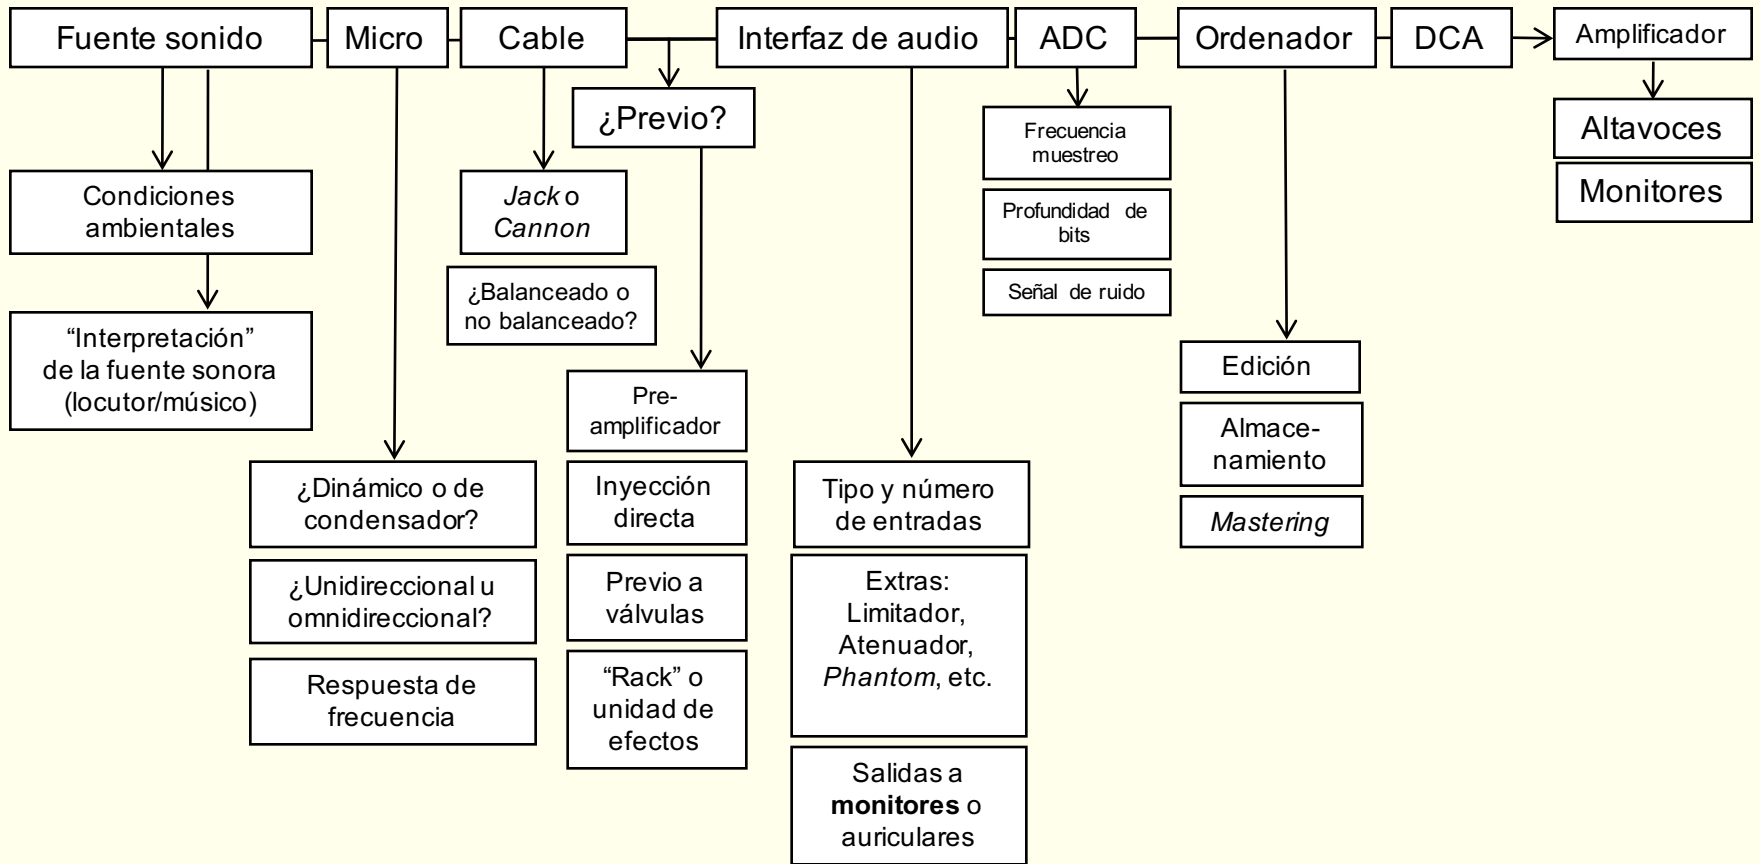 Fuente sonido
Micro
Cable
Interfaz de audio
ADC
Ordenador
DCA
Amplificador
¿Previo?
Condiciones
ambientales
“Interpretación”
de la fuente sonora
(locutor/músico)
¿Dinámico o de
condensador?
¿Unidireccional u
omnidireccional?
Respuesta de
frecuencia
Jack o
Cannon
¿Balanceado o
no balanceado?
Pre-
amplificador
Inyección
directa
Previo a
válvulas
“Rack” o
unidad de
efectos
Tipo y número
de entradas
Extras:
Limitador,
Atenuador,
Phantom, etc.
Salidas a
monitores o
auriculares
Frecuencia
muestreo
Profundidad de
bits
Señal de ruido
Edición
Almace-
namiento
Mastering
Altavoces
Monitores